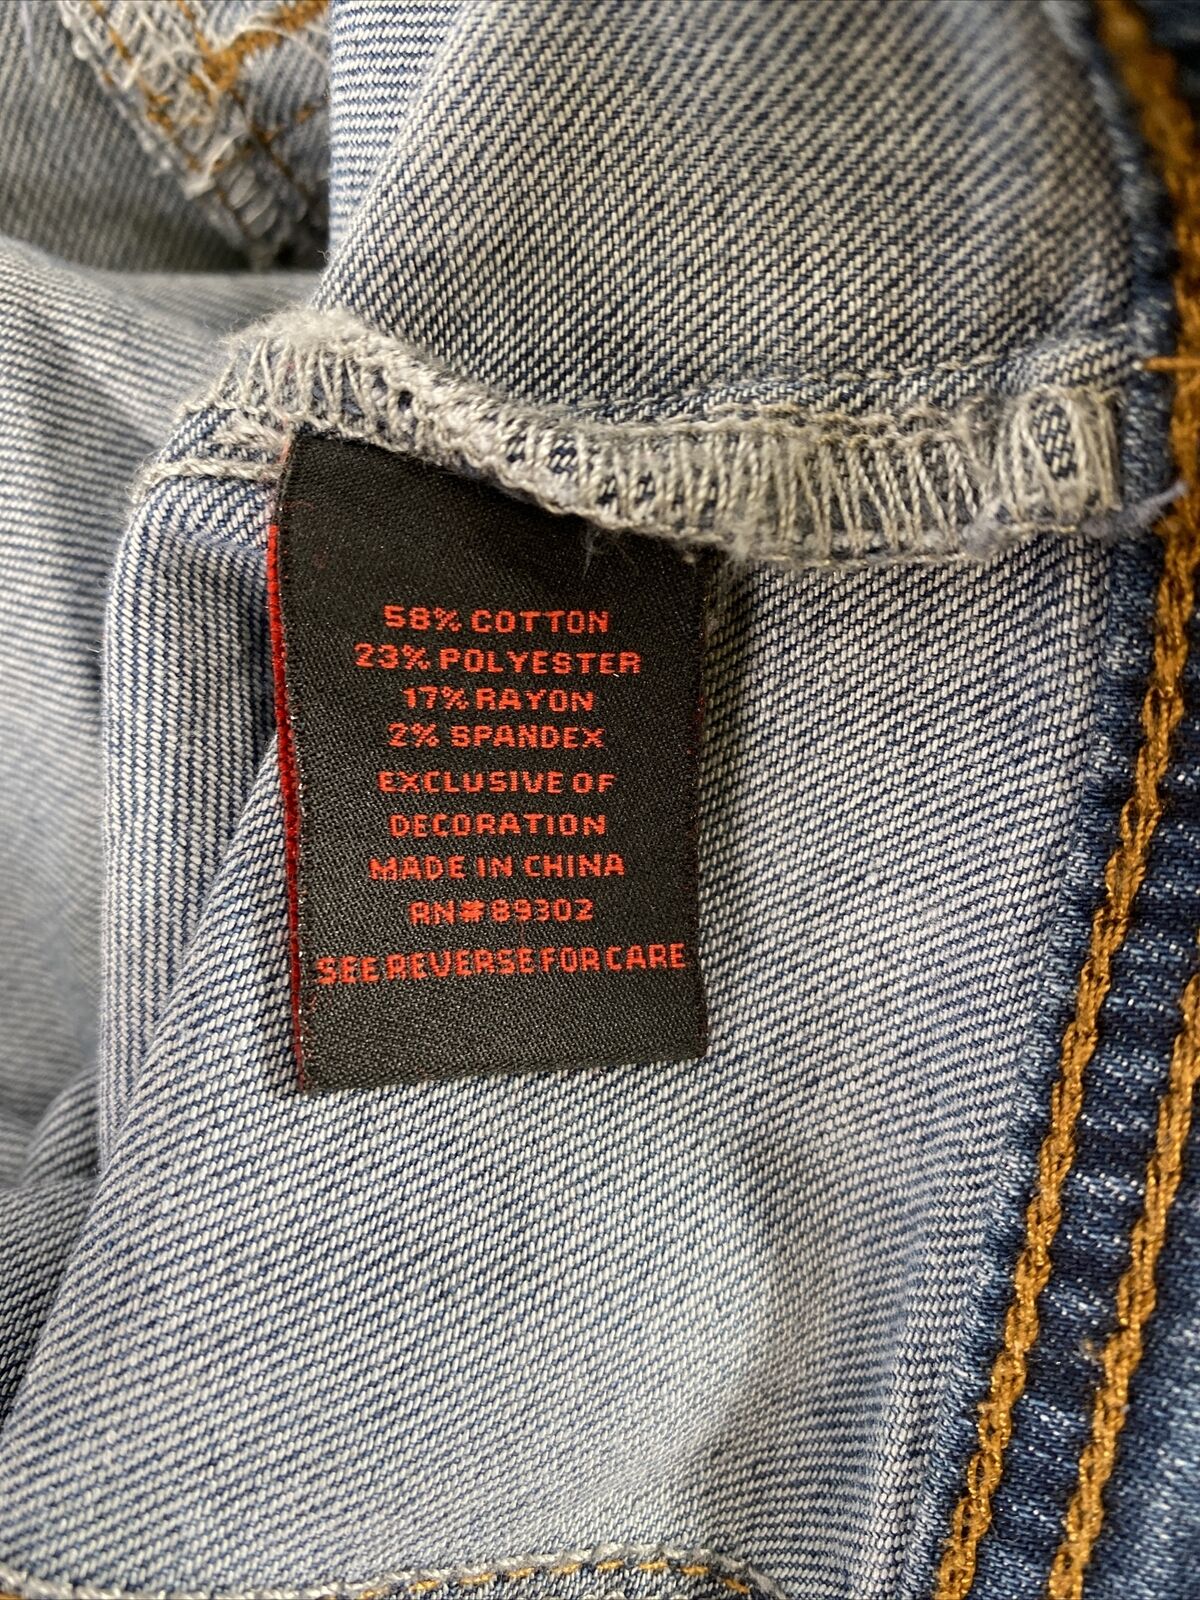 58% COTTON
23% POLYESTER
17% RAYON
2% SPANDEX
EXCLUSIVE OF
DECORATION
MADE IN CHINA
RN#89302
SEE REVERSE FOR CARE